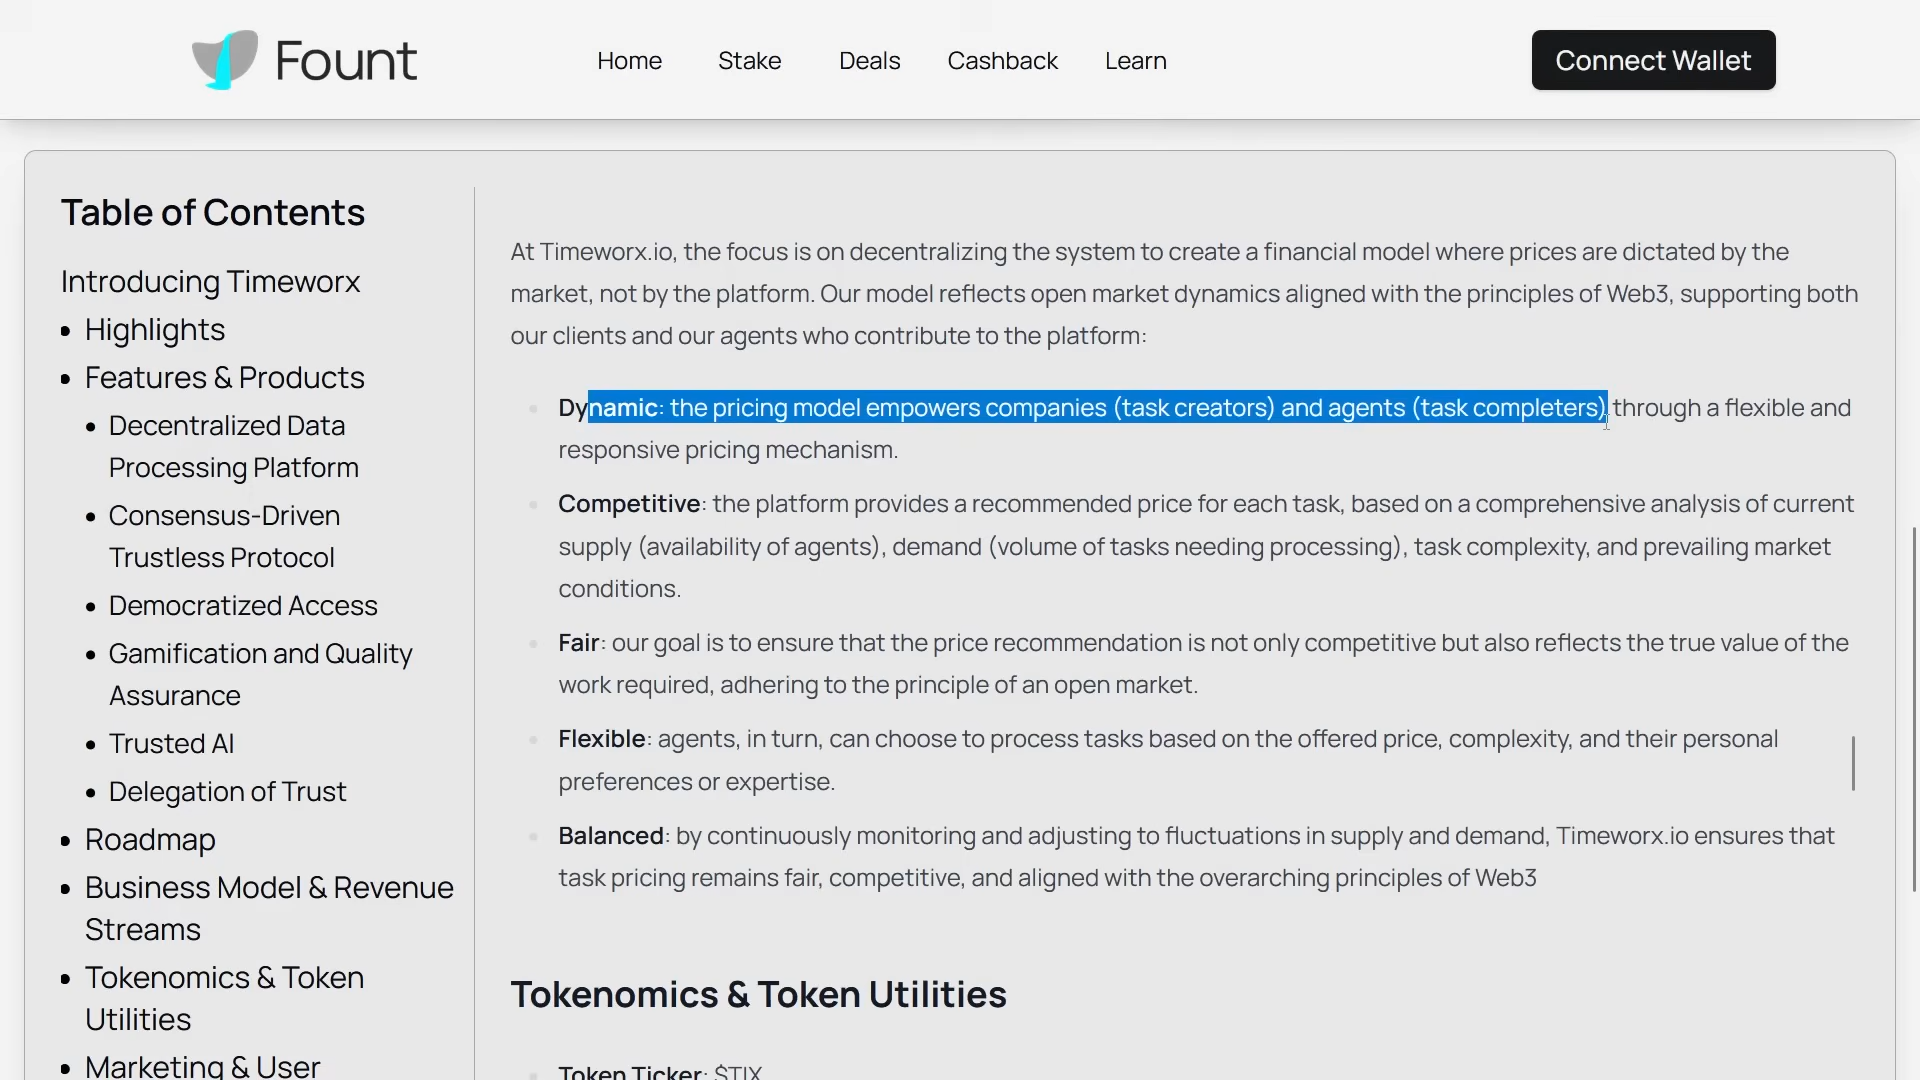 Fount
Home
Stake
Deals
Cashback
Learn
Connect Wallet
Table of Contents
Introducing Timeworx
Highlights
Features & Products
Decentralized Data
Processing Platform
Consensus-Driven
Trustless Protocol
Democratized Access
Gamification and Quality
Assurance
Trusted AI
Delegation of Trust
Roadmap
Business Model & Revenue
Streams
Tokenomics & Token
Utilities
Marketing & User
At Timeworx.io, the focus is on decentralizing the system to create a financial model where prices are dictated by the
market, not by the platform. Our model reflects open market dynamics aligned with the principles of Web3, supporting both
our clients and our agents who contribute to the platform:
Dynamic: the pricing model empowers companies (task creators) and agents (task completers) through a flexible and
responsive pricing mechanism.
Competitive: the platform provides a recommended price for each task, based on a comprehensive analysis of current
supply (availability of agents), demand (volume of tasks needing processing), task complexity, and prevailing market
conditions.
Fair: our goal is to ensure that the price recommendation is not only competitive but also reflects the true value of the
work required, adhering to the principle of an open market.
Flexible: agents, in turn, can choose to process tasks based on the offered price, complexity, and their personal
preferences or expertise.
Balanced: by continuously monitoring and adjusting to fluctuations in supply and demand, Timeworx.io ensures that
task pricing remains fair, competitive, and aligned with the overarching principles of Web3
Tokenomics & Token Utilities
Token Ticker: $TIX